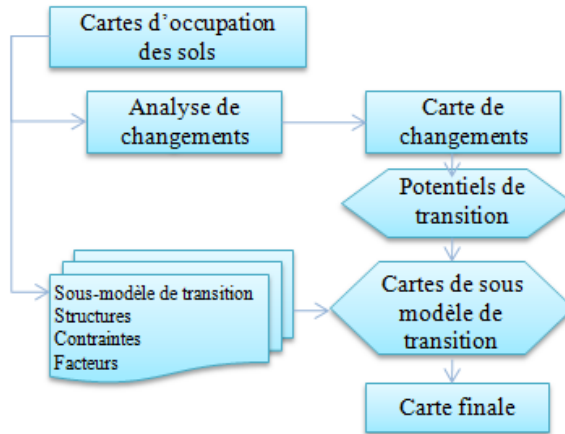 Cartes d'occupation
des sols
Analyse de
changements
Carte de
changements
Potentiels de
transition
Sous-modèle de transition
Structures
Contraintes
Facteurs
Cartes de sous
modèle de
transition
Carte finale